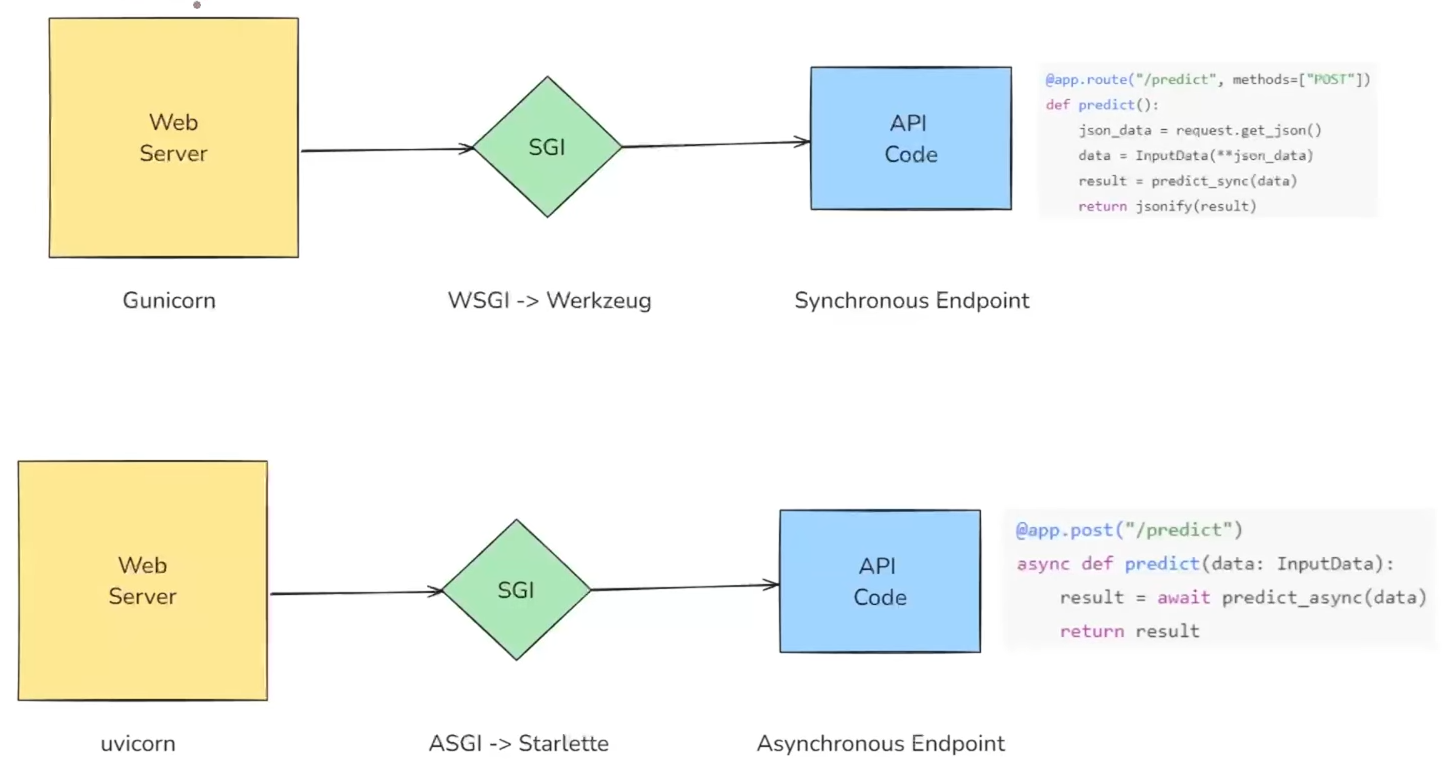 Web
Server
SGI
API
Code
@app.route("/predict", methods=["POST"])
def predict():
    json_data = request.get_json()
    data = InputData(**json_data)
    result = predict_sync(data)
    return jsonify(result)
Gunicorn
WSGI -> Werkzeug
Synchronous Endpoint
Web
Server
SGI
API
Code
@app.post("/predict")
async def predict(data: InputData):
    result = await predict_async(data)
    return result
uvicorn
ASGI -> Starlette
Asynchronous Endpoint